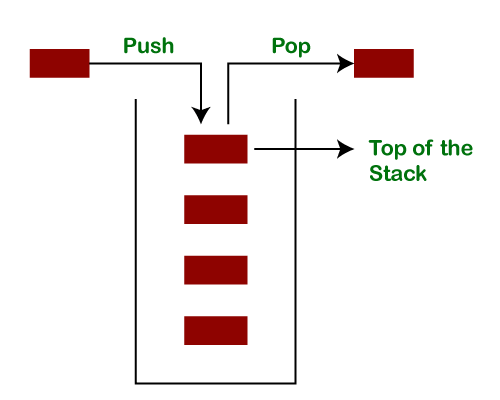 Push
Pop
Top of the
Stack